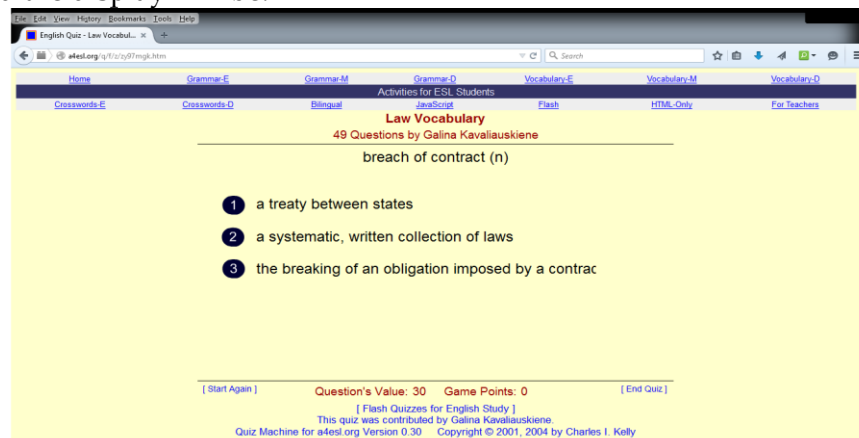 File Edit View History Bookmarks Tools Help
English Quiz - Law Vocabul... × +
a4esl.org/q/f/z/zy97mgk.htm Search
Home Grammar-E Grammar-M Grammar-D Vocabulary-E Vocabulary-M Vocabulary-D
Activities for ESL Students
Crosswords-E Crosswords-D Bilingual JavaScript Flash HTML-Only For Teachers
Law Vocabulary
49 Questions by Galina Kavaliauskiene
breach of contract (n)
1 a treaty between states
2 a systematic, written collection of laws
3 the breaking of an obligation imposed by a contrac
[ Start Again ] Question's Value: 30 Game Points: 0 [ End Quiz ]
[ Flash Quizzes for English Study ]
This quiz was contributed by Galina Kavaliauskiene.
Quiz Machine for a4esl.org Version 0.30 Copyright © 2001, 2004 by Charles I. Kelly